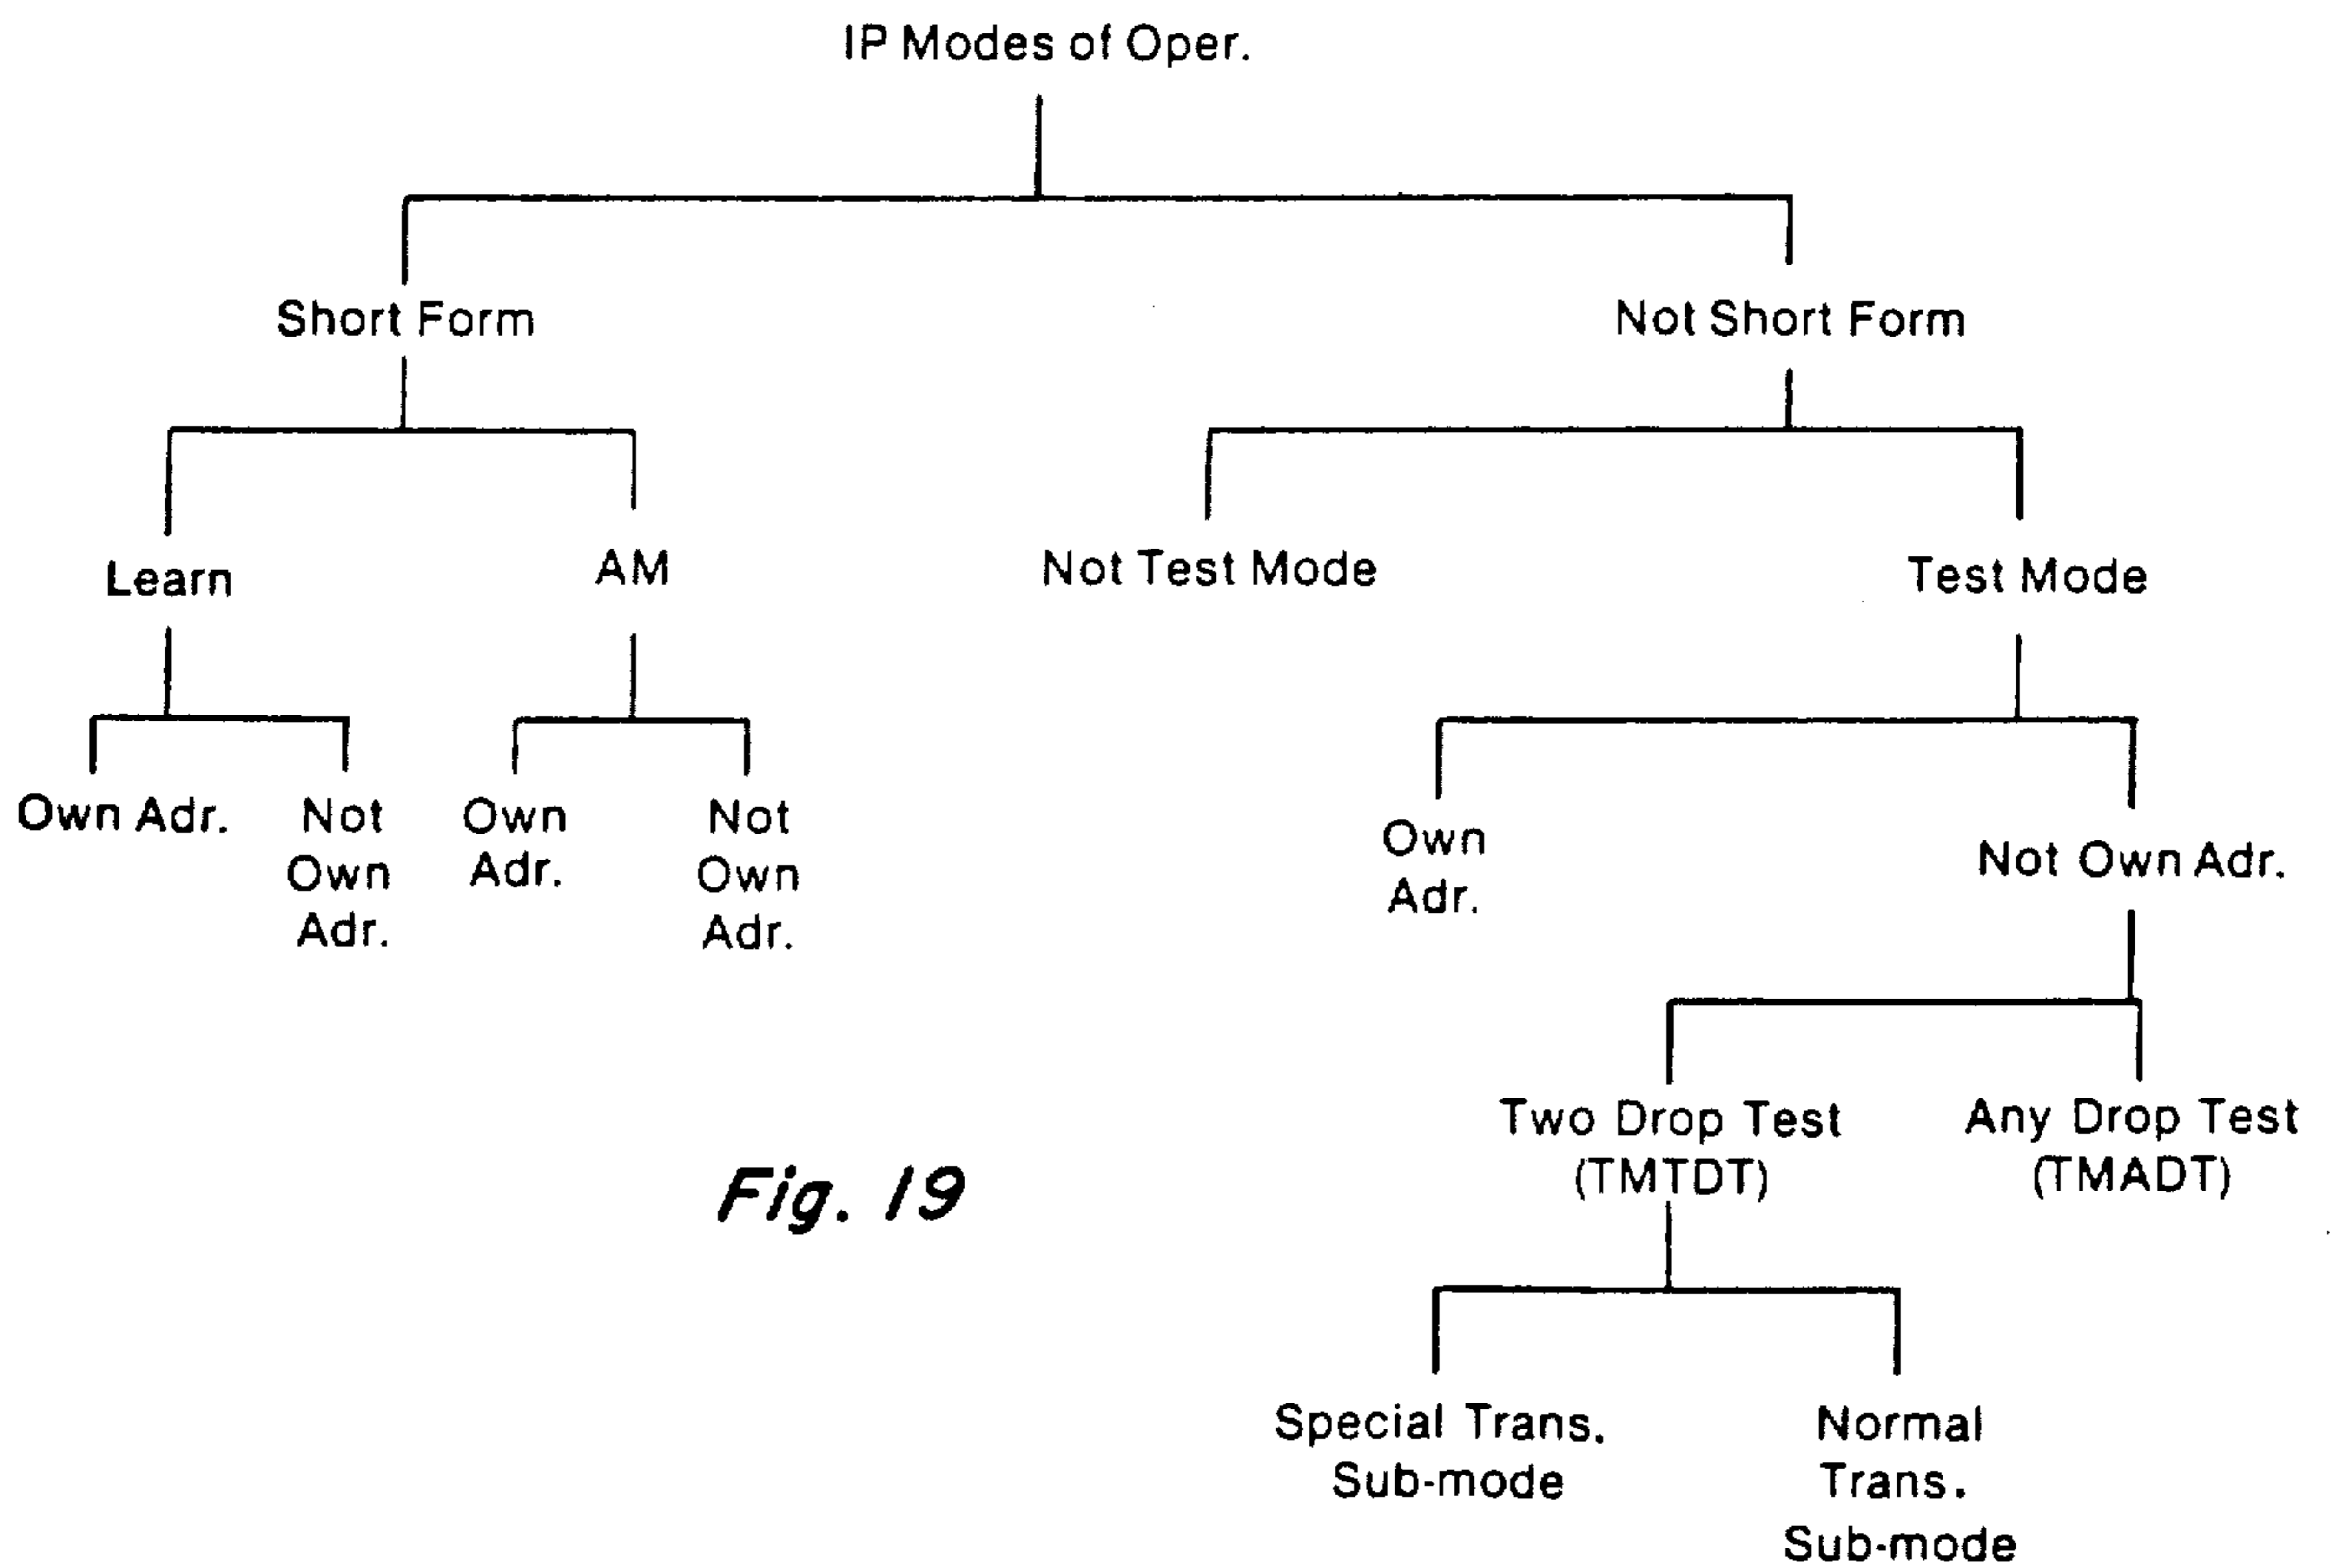 IP Modes of Oper.
Short Form
Not Short Form
Learn
AM
Not Test Mode
Test Mode
Own Adr.
Not
Own
Adr.
Own
Adr.
Not
Own
Adr.
Own
Adr.
Not Own Adr.
Two Drop Test
(TMTDT)
Any Drop Test
(TMADT)
Fig. 19
Special Trans.
Sub-mode
Normal
Trans.
Sub-mode